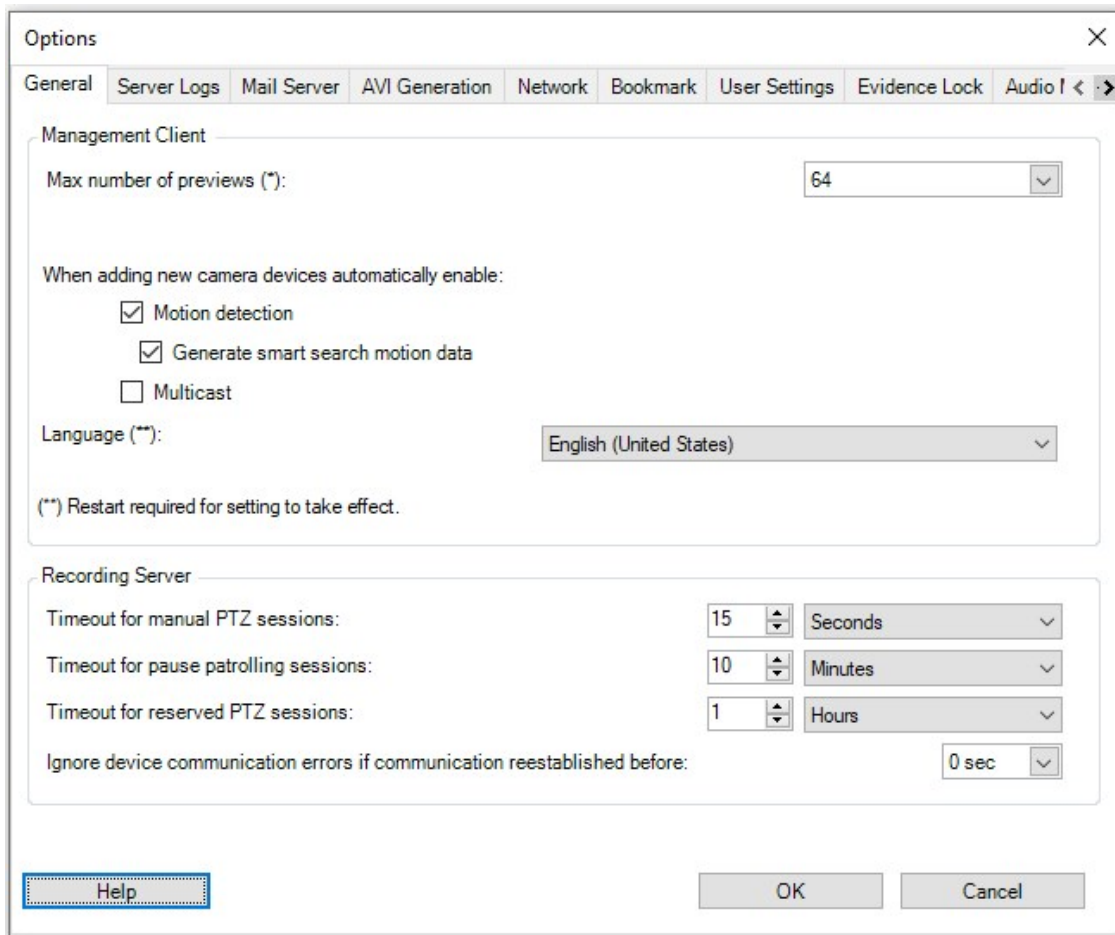 Options
General Server Logs Mail Server AVI Generation Network Bookmark User Settings Evidence Lock Audio
Management Client
Max number of previews (*): 64
When adding new camera devices automatically enable:
Motion detection
Generate smart search motion data
Multicast
Language (**): English (United States)
(**) Restart required for setting to take effect.
Recording Server
Timeout for manual PTZ sessions: 15 Seconds
Timeout for pause patrolling sessions: 10 Minutes
Timeout for reserved PTZ sessions: 1 Hours
Ignore device communication errors if communication reestablished before: 0 sec
Help OK Cancel